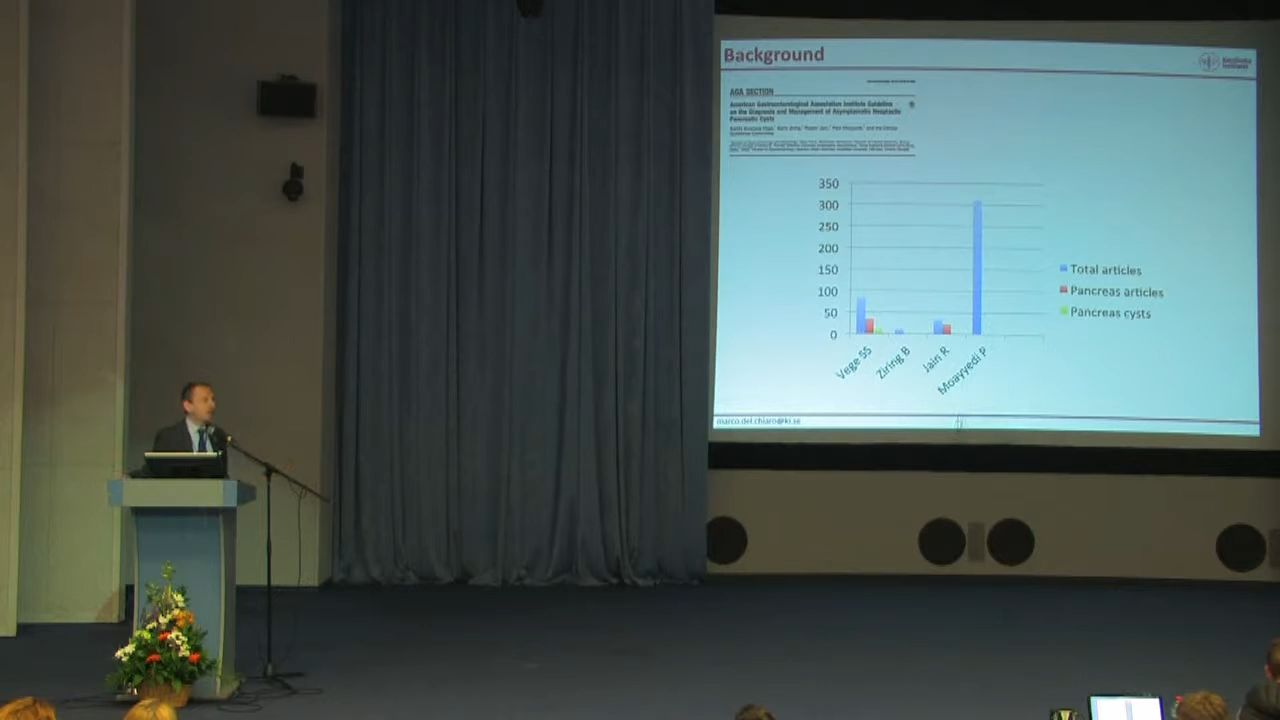 Background
Karolinska
Institutet
AGA SECTION
American Gastroenterological Association Institute Guideline
on the Diagnosis and Management of Asymptomatic Neoplastic
Pancreatic Cysts
350
300
250
200
150
100
50
0
Vege SS
Ziring B
Jain R
Moayyedi P
Total articles
Pancreas articles
Pancreas cysts
marco.del.chiaro@ki.se